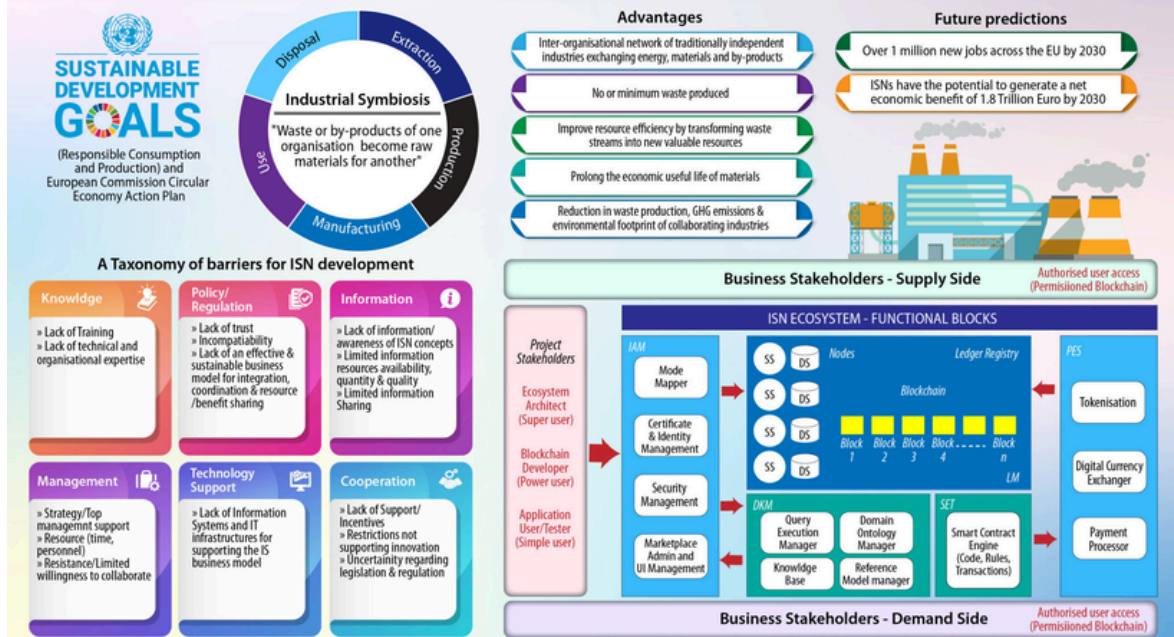 SUSTAINABLE
DEVELOPMENT
GOALS
(Responsible Consumption
and Production) and
European Commission Circular
Economy Action Plan
Disposal
Extraction
Production
Manufacturing
Use
Industrial Symbiosis
"Waste or by-products of one
organisation become raw
materials for another"
Advantages
Inter-organisational network of traditionally independent
industries exchanging energy, materials and by-products
No or minimum waste produced
Improve resource efficiency by transforming waste
streams into new valuable resources
Prolong the economic useful life of materials
Reduction in waste production, GHG emissions &
environmental footprint of collaborating industries
Future predictions
Over 1 million new jobs across the EU by 2030
ISNs have the potential to generate a net
economic benefit of 1.8 Trillion Euro by 2030
A Taxonomy of barriers for ISN development
Knowldge
» Lack of Training
» Lack of technical and
organisational expertise
Policy/
Regulation
» Lack of trust
» Incompatiability
» Lack of an effective &
sustainable business
model for integration,
coordination & resource
/benefit sharing
Information
» Lack of information/
awareness of ISN concepts
» Limited information
resources availability,
quantity & quality
» Limited information
Sharing
Management
» Strategy/Top
managemnt support
» Resource (time,
personnel)
» Resistance/Limited
willingness to collaborate
Technology
Support
» Lack of Information
Systems and IT
infrastructures for
supporting the IS
business model
Cooperation
» Lack of Support/
Incentives
» Restrictions not
supporting innovation
» Uncertainity regarding
legislation & regulation
Business Stakeholders - Supply Side
Authorised user access
(Permisiioned Blockchain)
Project
Stakeholders
Ecosystem
Architect
(Super user)
Blockchain
Developer
(Power user)
Application
User/Tester
(Simple user)
ISN ECOSYSTEM - FUNCTIONAL BLOCKS
IAM
Mode
Mapper
Certificate
& Identity
Management
Security
Management
Marketplace
Admin and
UI Management
SS DS
SS DS
SS DS
SS DS
Nodes
Ledger Registry
Blockchain
Block
1
Block
2
Block
3
Block
4
Block
n
LM
DKM
Query
Execution
Manager
Domain
Ontology
Manager
Knowldge
Base
Reference
Model manager
SET
Smart Contract
Engine
(Code, Rules,
Transactions)
PES
Tokenisation
Digital Currency
Exchanger
Payment
Processor
Business Stakeholders - Demand Side
Authorised user access
(Permisiioned Blockchain)